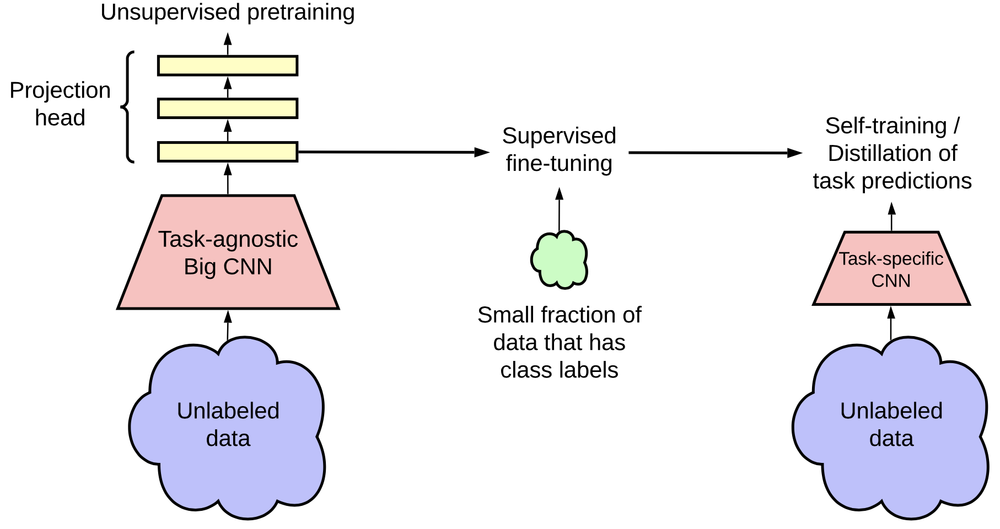 Unsupervised pretraining
Projection
head
Task-agnostic
Big CNN
Unlabeled
data
Supervised
fine-tuning
Small fraction of
data that has
class labels
Self-training /
Distillation of
task predictions
Task-specific
CNN
Unlabeled
data